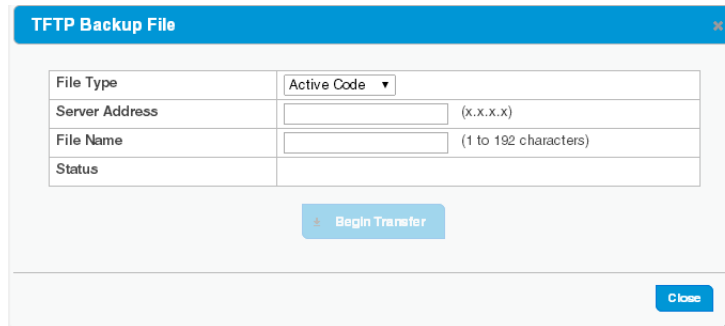 TFTP Backup File
File Type Active Code
Server Address (x.x.x.x)
File Name (1 to 192 characters)
Status
Begin Transfer
Close